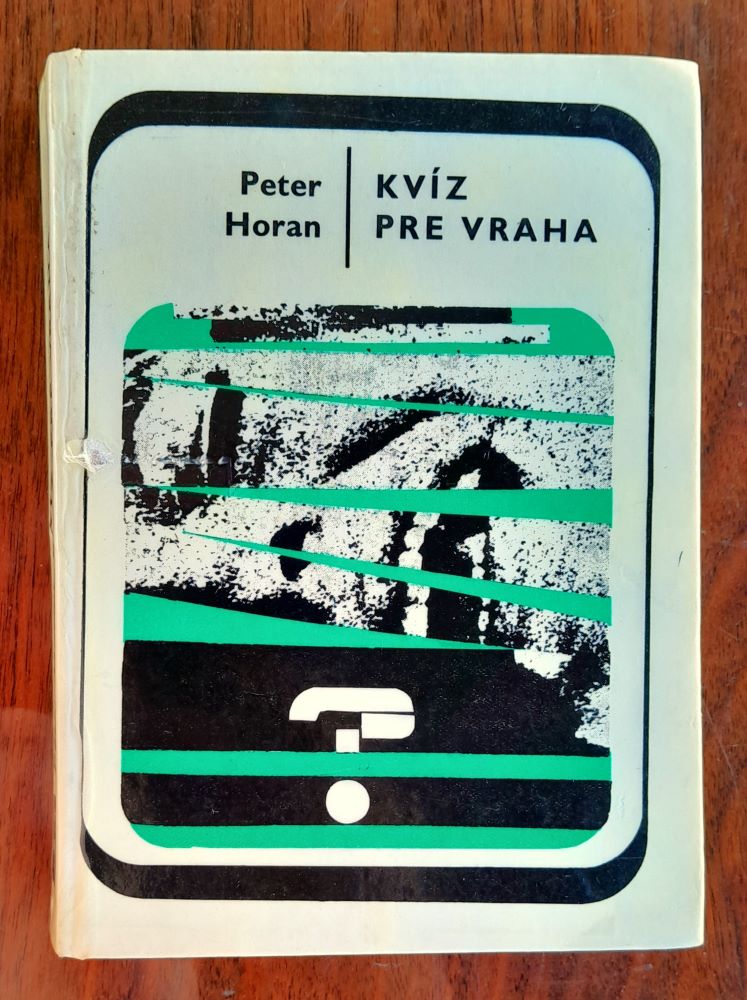 Peter
Horan
KVÍZ
PRE VRAHA
?